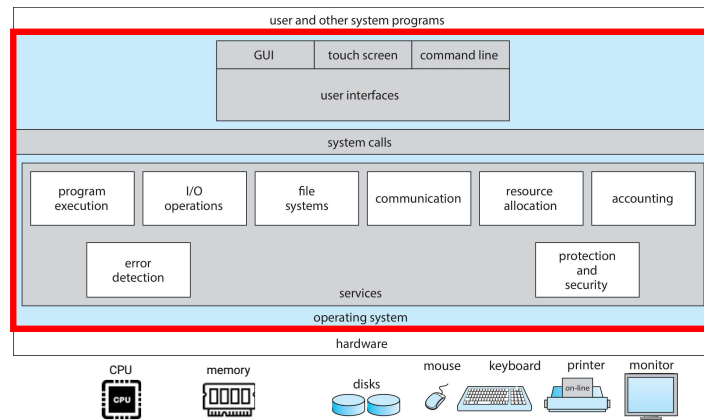 user and other system programs
GUI
touch screen
command line
user interfaces
system calls
program
execution
I/O
operations
file
systems
communication
resource
allocation
accounting
error
detection
protection
and
security
services
operating system
hardware
CPU
memory
disks
mouse
keyboard
printer
monitor
CPU
on-line